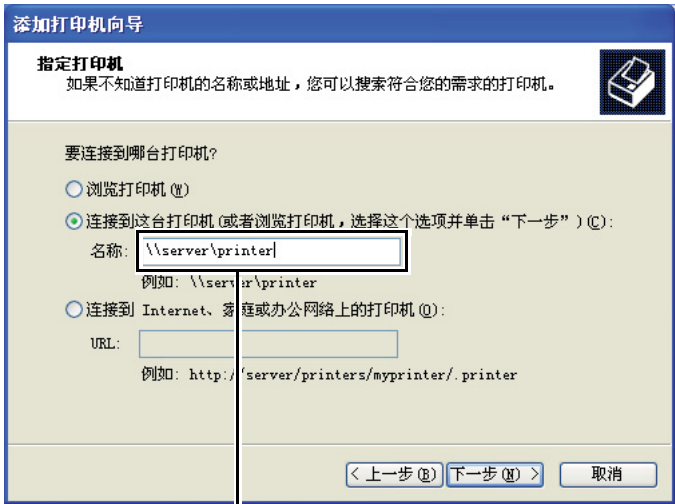 添加打印机向导
指定打印机
如果不知道打印机的名称或地址，您可以搜索符合您的需求的打印机。
要连接到哪台打印机?
浏览打印机(W)
连接到这台打印机(或者浏览打印机，选择这个选项并单击“下一步”)(C):
名称: \\server\printer
例如: \\server\printer
连接到 Internet、家庭或办公网络上的打印机(O):
URL:
例如: http://server/printers/myprinter/.printer
< 上一步(B) 下一步(N) > 取消